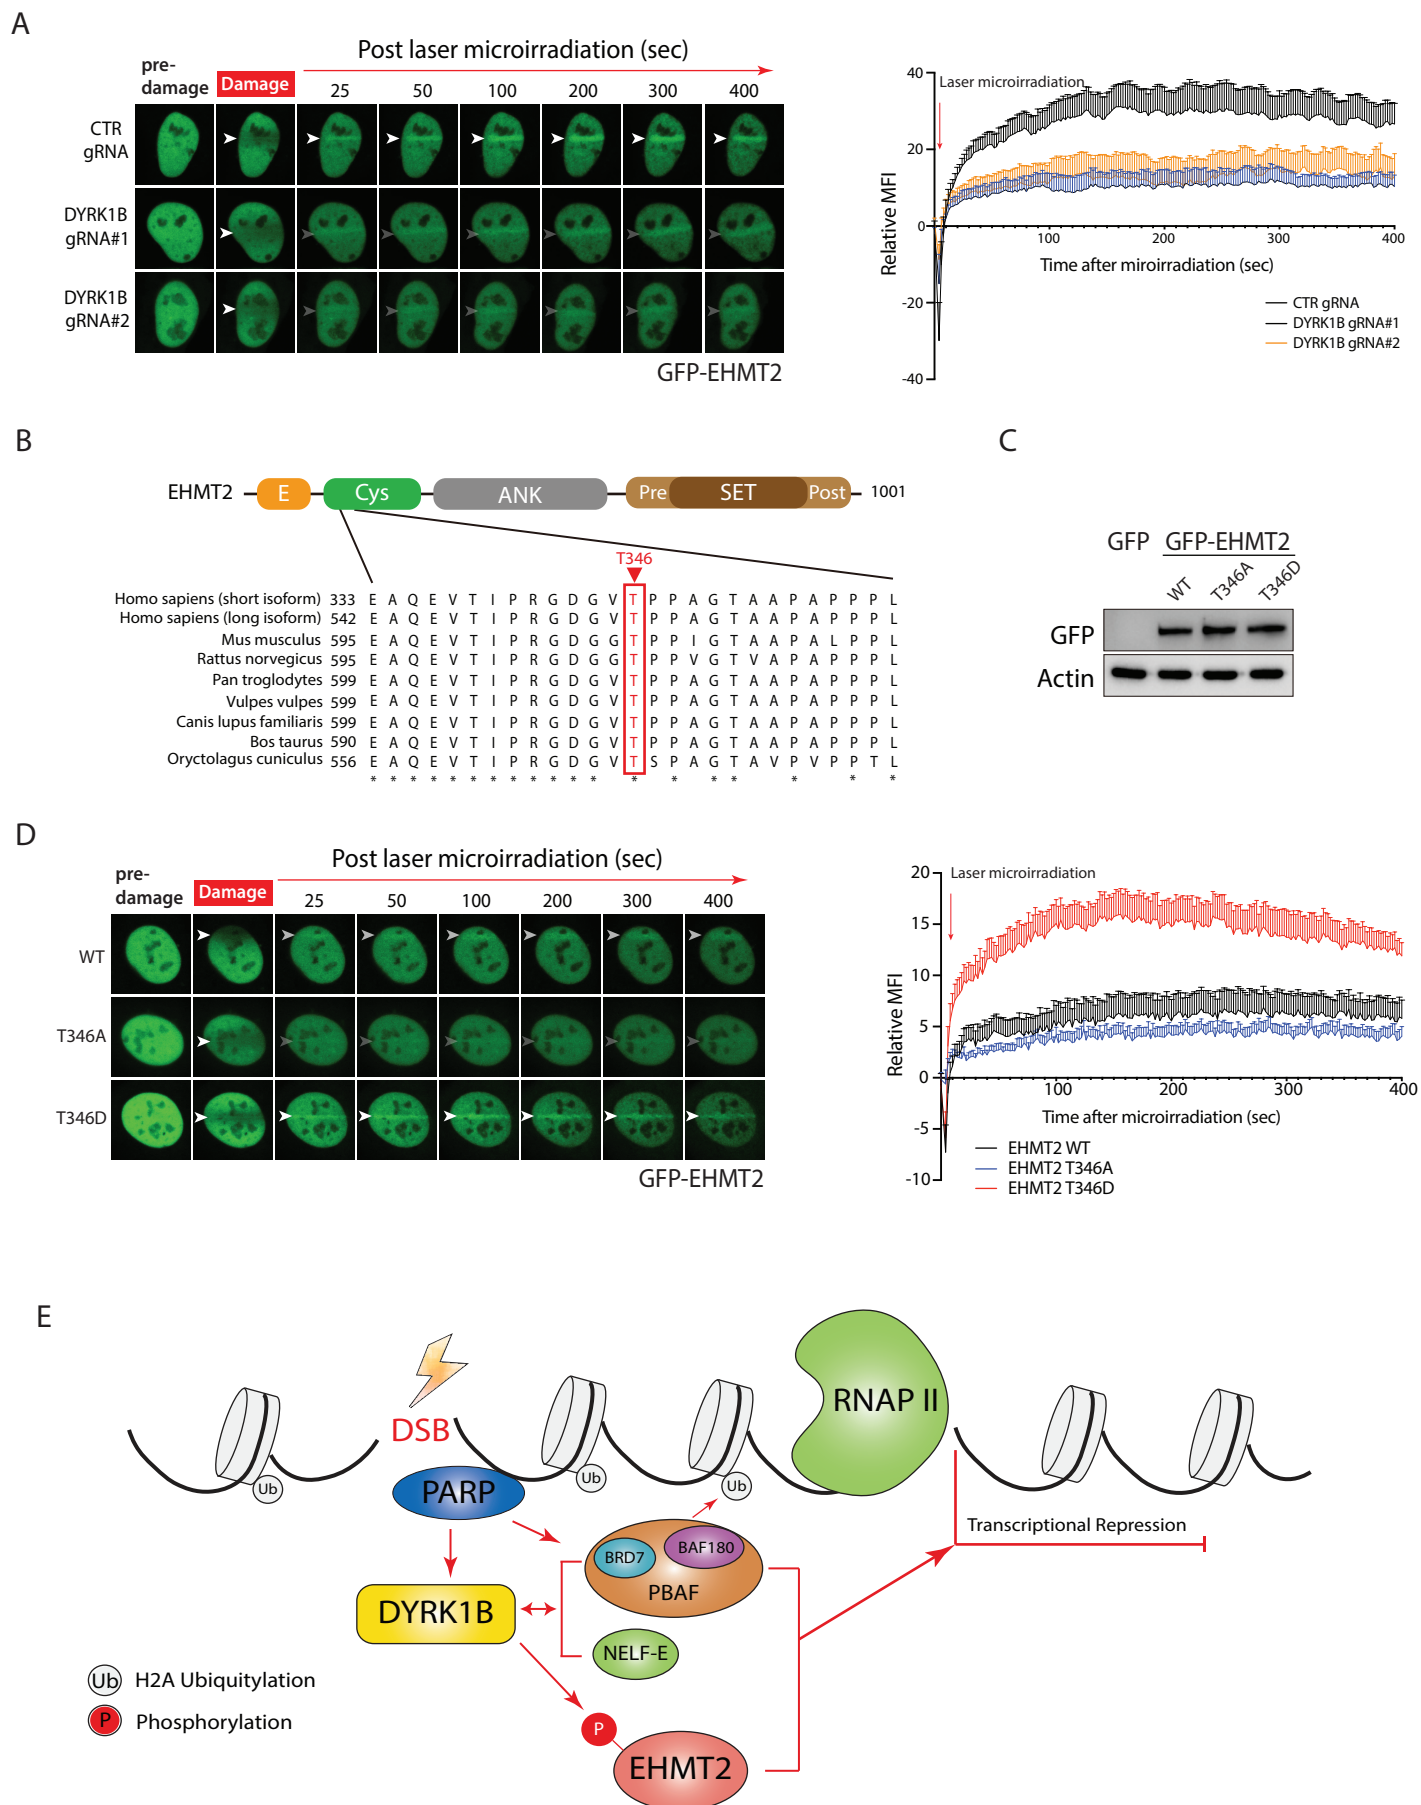 A
Post laser microirradiation (sec)
pre-
damage
Damage
25 50 100 200 300 400
CTR
gRNA
DYRK1B
gRNA#1
DYRK1B
gRNA#2
GFP-EHMT2
40
20
0
-20
-40
Relative MFI
Laser microirradiation
100 200 300 400
Time after miroirradiation (sec)
CTR gRNA
DYRK1B gRNA#1
DYRK1B gRNA#2
B
EHMT2 E Cys ANK Pre SET Post 1001
T346
Homo sapiens (short isoform) 333 E A Q E V T I P R G D G V T P P A G T A A P A P P P L
Homo sapiens (long isoform) 542 E A Q E V T I P R G D G V T P P A G T A A P A P P P L
Mus musculus 595 E A Q E V T I P R G D G G T P P I G T A A P A L P P L
Rattus norvegicus 595 E A Q E V T I P R G D G G T P P V G T V A P A P P P L
Pan troglodytes 599 E A Q E V T I P R G D G V T P P A G T A A P A P P P L
Vulpes vulpes 599 E A Q E V T I P R G D G V T P P A G T A A P A P P P L
Canis lupus familiaris 599 E A Q E V T I P R G D G V T P P A G T A A P A P P P L
Bos taurus 590 E A Q E V T I P R G D G V T P P A G T A A P A P P P L
Oryctolagus cuniculus 556 E A Q E V T I P R G D G V T S P A G T A V P V P P T L
* * * * * * * * * * * * * * * * * * *
C
GFP GFP-EHMT2
WT T346A T346D
GFP
Actin
D
Post laser microirradiation (sec)
pre-
damage
Damage
25 50 100 200 300 400
WT
T346A
T346D
GFP-EHMT2
20
15
10
5
0
-5
-10
Relative MFI
Laser microirradiation
100 200 300 400
Time after microirradiation (sec)
EHMT2 WT
EHMT2 T346A
EHMT2 T346D
E
DSB
RNAP II
Ub
Ub
Ub
PARP
BRD7
BAF180
PBAF
Transcriptional Repression
DYRK1B
NELF-E
P
EHMT2
Ub H2A Ubiquitylation
P Phosphorylation